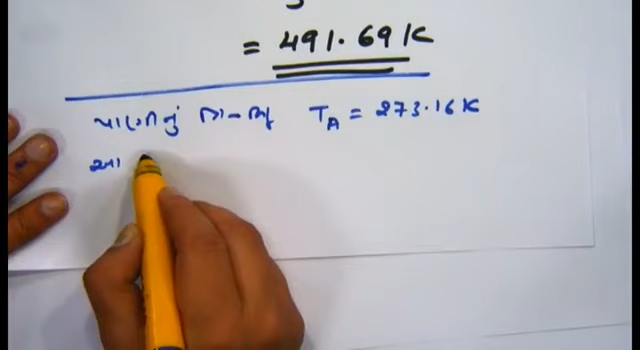 = 491.69 K
પાણીનું ત્રિ-બિંદુ T_A = 273.16 K
આ